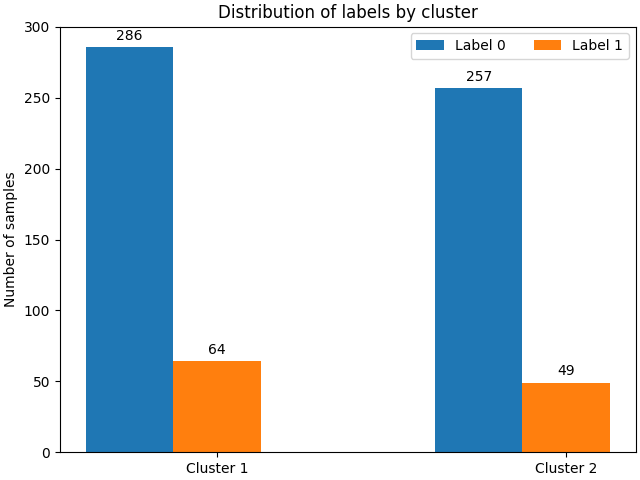 Distribution of labels by cluster
Label 0 Label 1
Number of samples
300
250
200
150
100
50
0
286
64
257
49
Cluster 1 Cluster 2